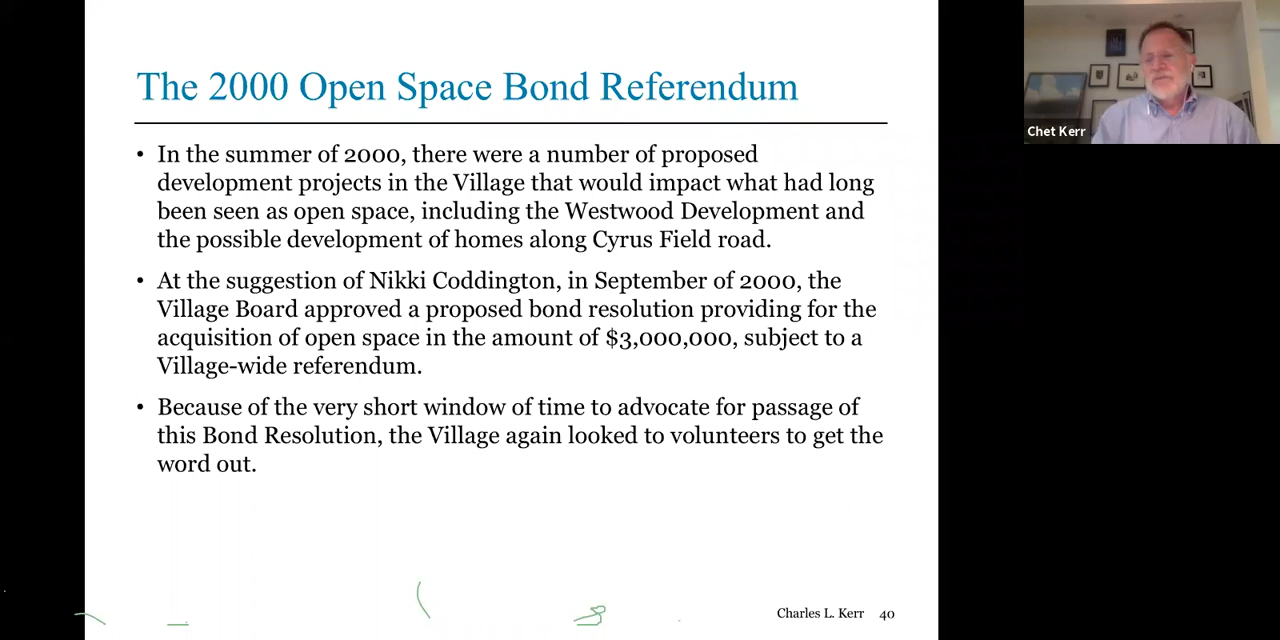 The 2000 Open Space Bond Referendum
• In the summer of 2000, there were a number of proposed
development projects in the Village that would impact what had long
been seen as open space, including the Westwood Development and
the possible development of homes along Cyrus Field road.
• At the suggestion of Nikki Coddington, in September of 2000, the
Village Board approved a proposed bond resolution providing for the
acquisition of open space in the amount of $3,000,000, subject to a
Village-wide referendum.
• Because of the very short window of time to advocate for passage of
this Bond Resolution, the Village again looked to volunteers to get the
word out.
Charles L. Kerr 40
Chet Kerr